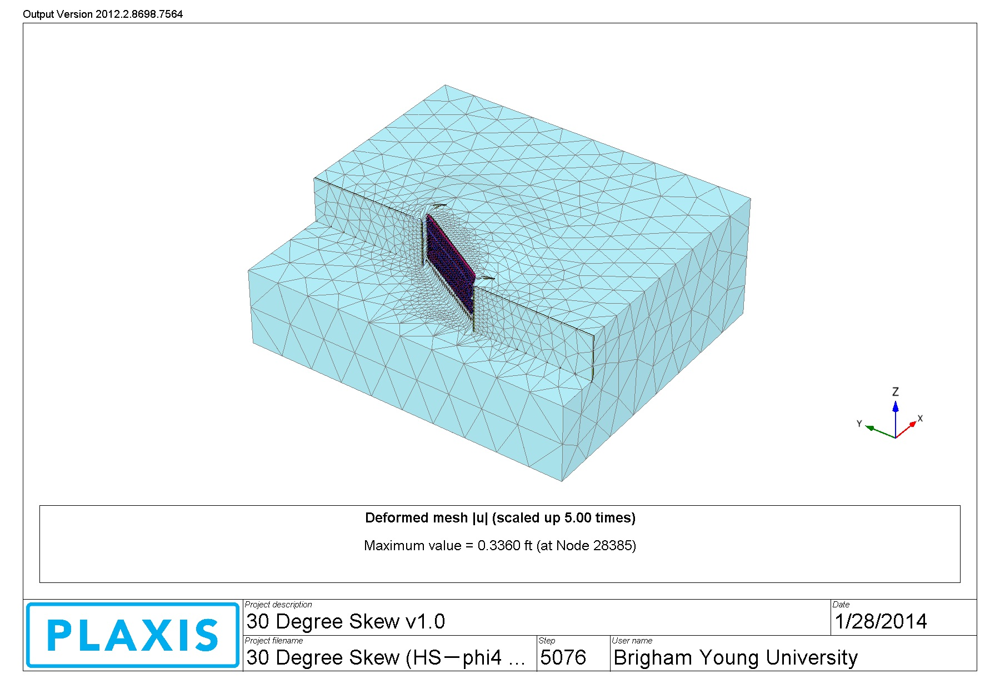 Output Version 2012.2.8698.7564
Z
Y
X
Deformed mesh |u| (scaled up 5.00 times)
Maximum value = 0.3360 ft (at Node 28385)
PLAXIS
Project description
30 Degree Skew v1.0
Date
1/28/2014
Project filename
30 Degree Skew (HS-phi4 ...
Step
5076
User name
Brigham Young University